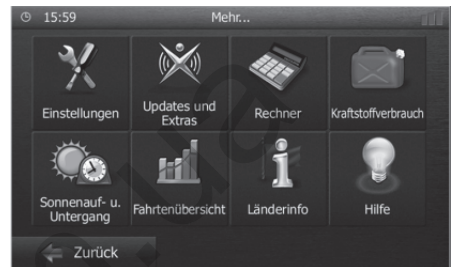 15:59 Mehr...
Einstellungen
Updates und
Extras
Rechner
Kraftstoffverbrauch
Sonnenauf- u.
Untergang
Fahrtenübersicht
Länderinfo
Hilfe
Zurück